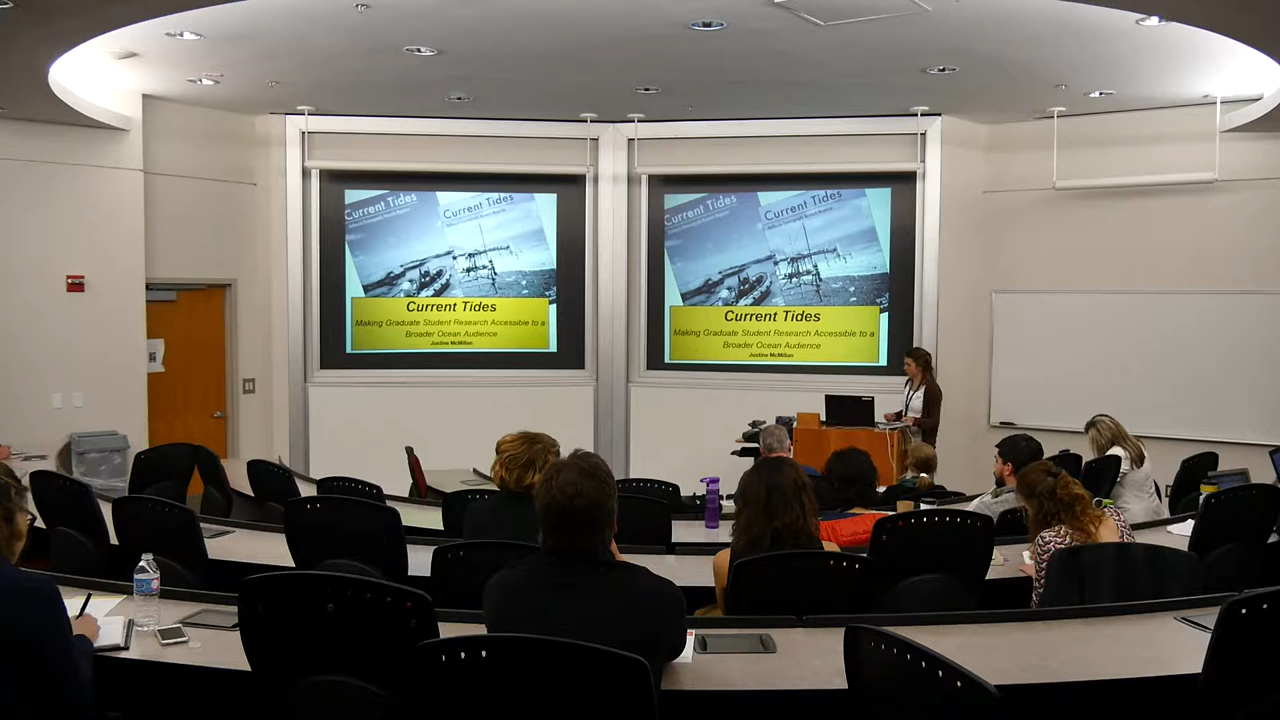 Current Tides
Current Tides
Current Tides
Making Graduate Student Research Accessible to a
Broader Ocean Audience
Justine McMillan
Current Tides
Current Tides
Current Tides
Making Graduate Student Research Accessible to a
Broader Ocean Audience
Justine McMillan